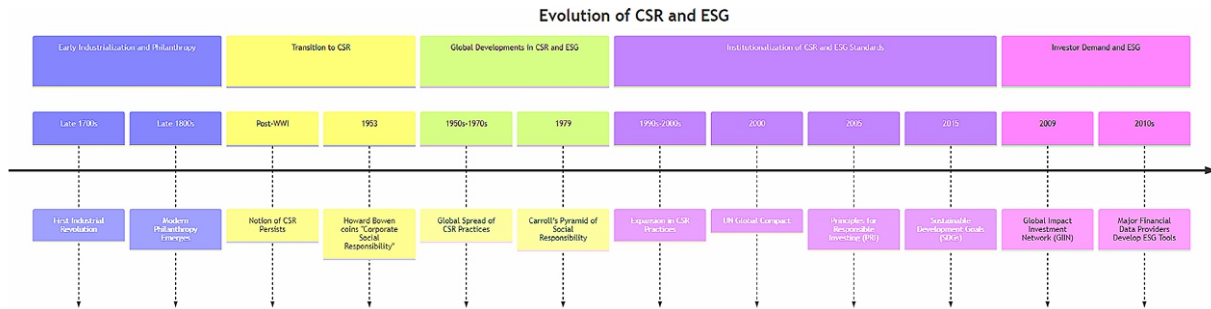 Evolution of CSR and ESG
Early Industrialization and Philanthropy
Transition to CSR
Global Developments in CSR and ESG
Institutionalization of CSR and ESG Standards
Investor Demand and ESG
Late 1700s
Late 1800s
Post-WWI
1953
1950s-1970s
1979
1990s-2000s
2000
2005
2015
2009
2010s
First Industrial
Revolution
Modern
Philanthropy
Emerges
Notion of CSR
Persists
Howard Bowen
coins "Corporate
Social
Responsibility"
Global Spread of
CSR Practices
Carroll's Pyramid of
Social
Responsibility
Expansion in CSR
Practices
UN Global Compact
Principles for
Responsible
Investing (PRI)
Sustainable
Development Goals
(SDGs)
Global Impact
Investment
Network (GIIN)
Major Financial
Data Providers
Develop ESG Tools